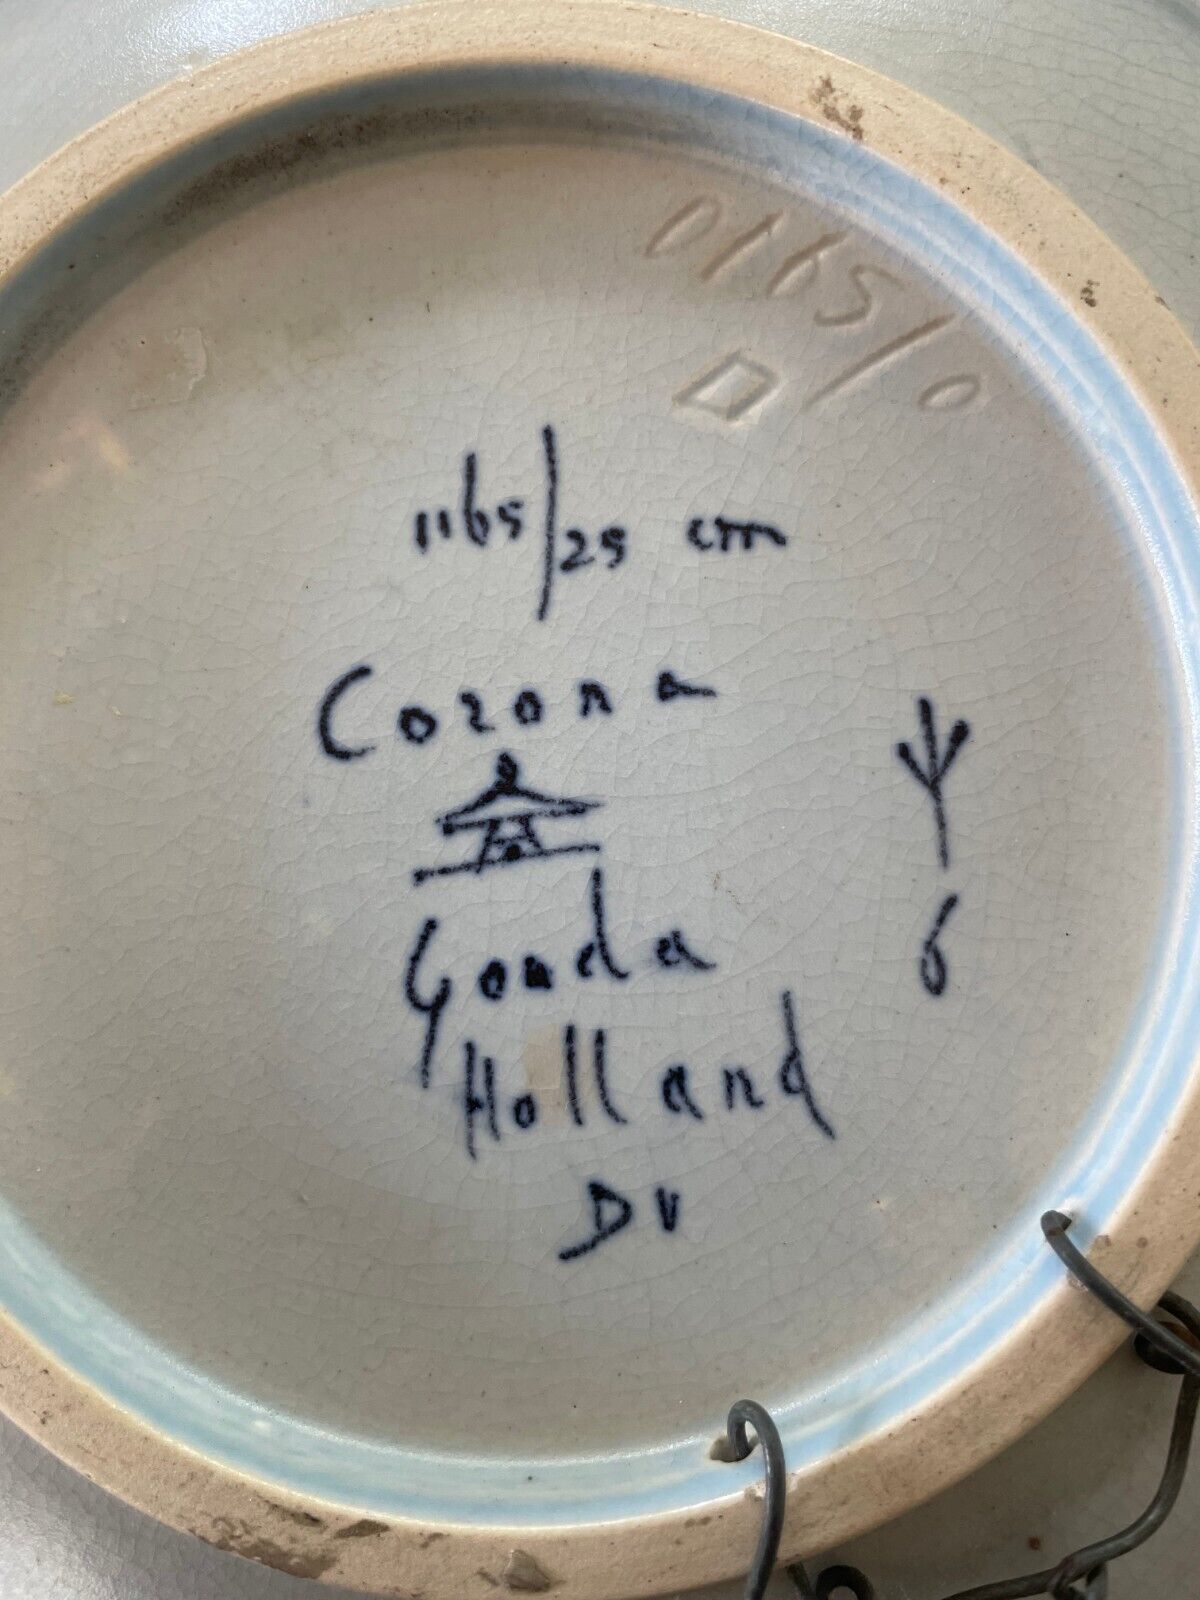 0165/0
1165/25 cm
Corona
6
Gouda
Holland
DV